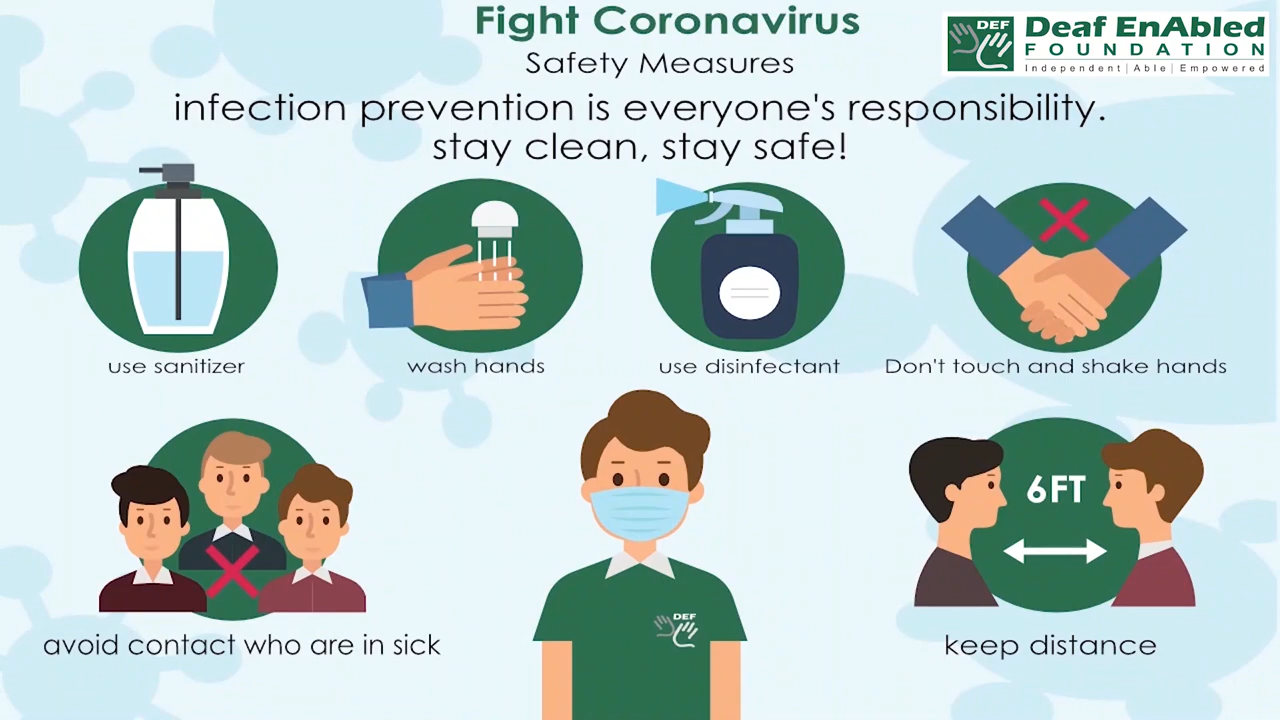 Fight Coronavirus
Safety Measures
infection prevention is everyone's responsibility.
stay clean, stay safe!
DEF
Deaf EnAbled
FOUNDATION
Independent | Able | Empowered
use sanitizer
wash hands
use disinfectant
Don't touch and shake hands
6FT
DEF
avoid contact who are in sick
keep distance